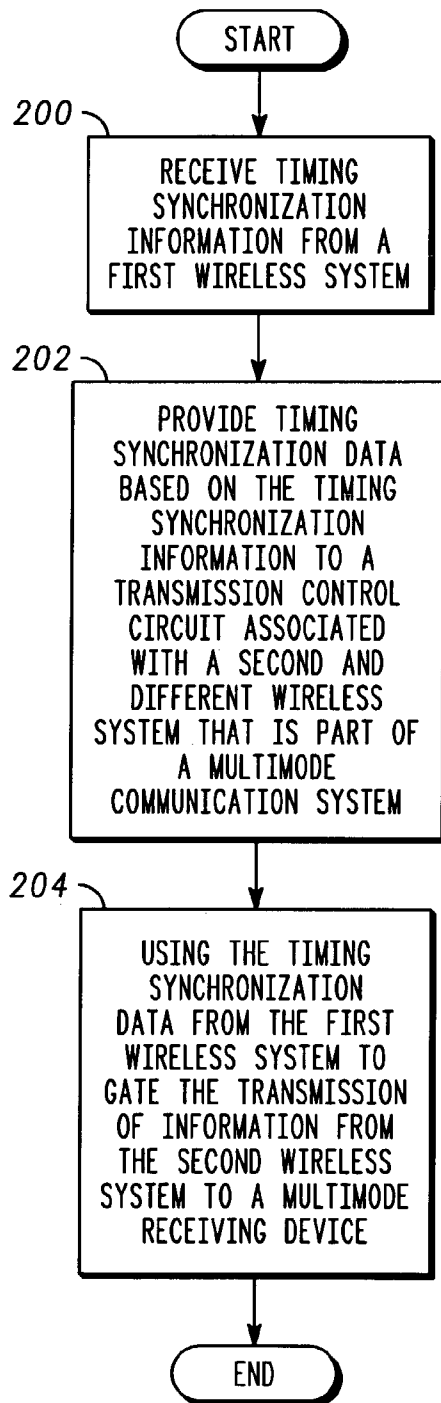 START
200
RECEIVE TIMING
SYNCHRONIZATION
INFORMATION FROM A
FIRST WIRELESS SYSTEM
202
PROVIDE TIMING
SYNCHRONIZATION DATA
BASED ON THE TIMING
SYNCHRONIZATION
INFORMATION TO A
TRANSMISSION CONTROL
CIRCUIT ASSOCIATED
WITH A SECOND AND
DIFFERENT WIRELESS
SYSTEM THAT IS PART OF
A MULTIMODE
COMMUNICATION SYSTEM
204
USING THE TIMING
SYNCHRONIZATION
DATA FROM THE FIRST
WIRELESS SYSTEM TO
GATE THE TRANSMISSION
OF INFORMATION FROM
THE SECOND WIRELESS
SYSTEM TO A MULTIMODE
RECEIVING DEVICE
END